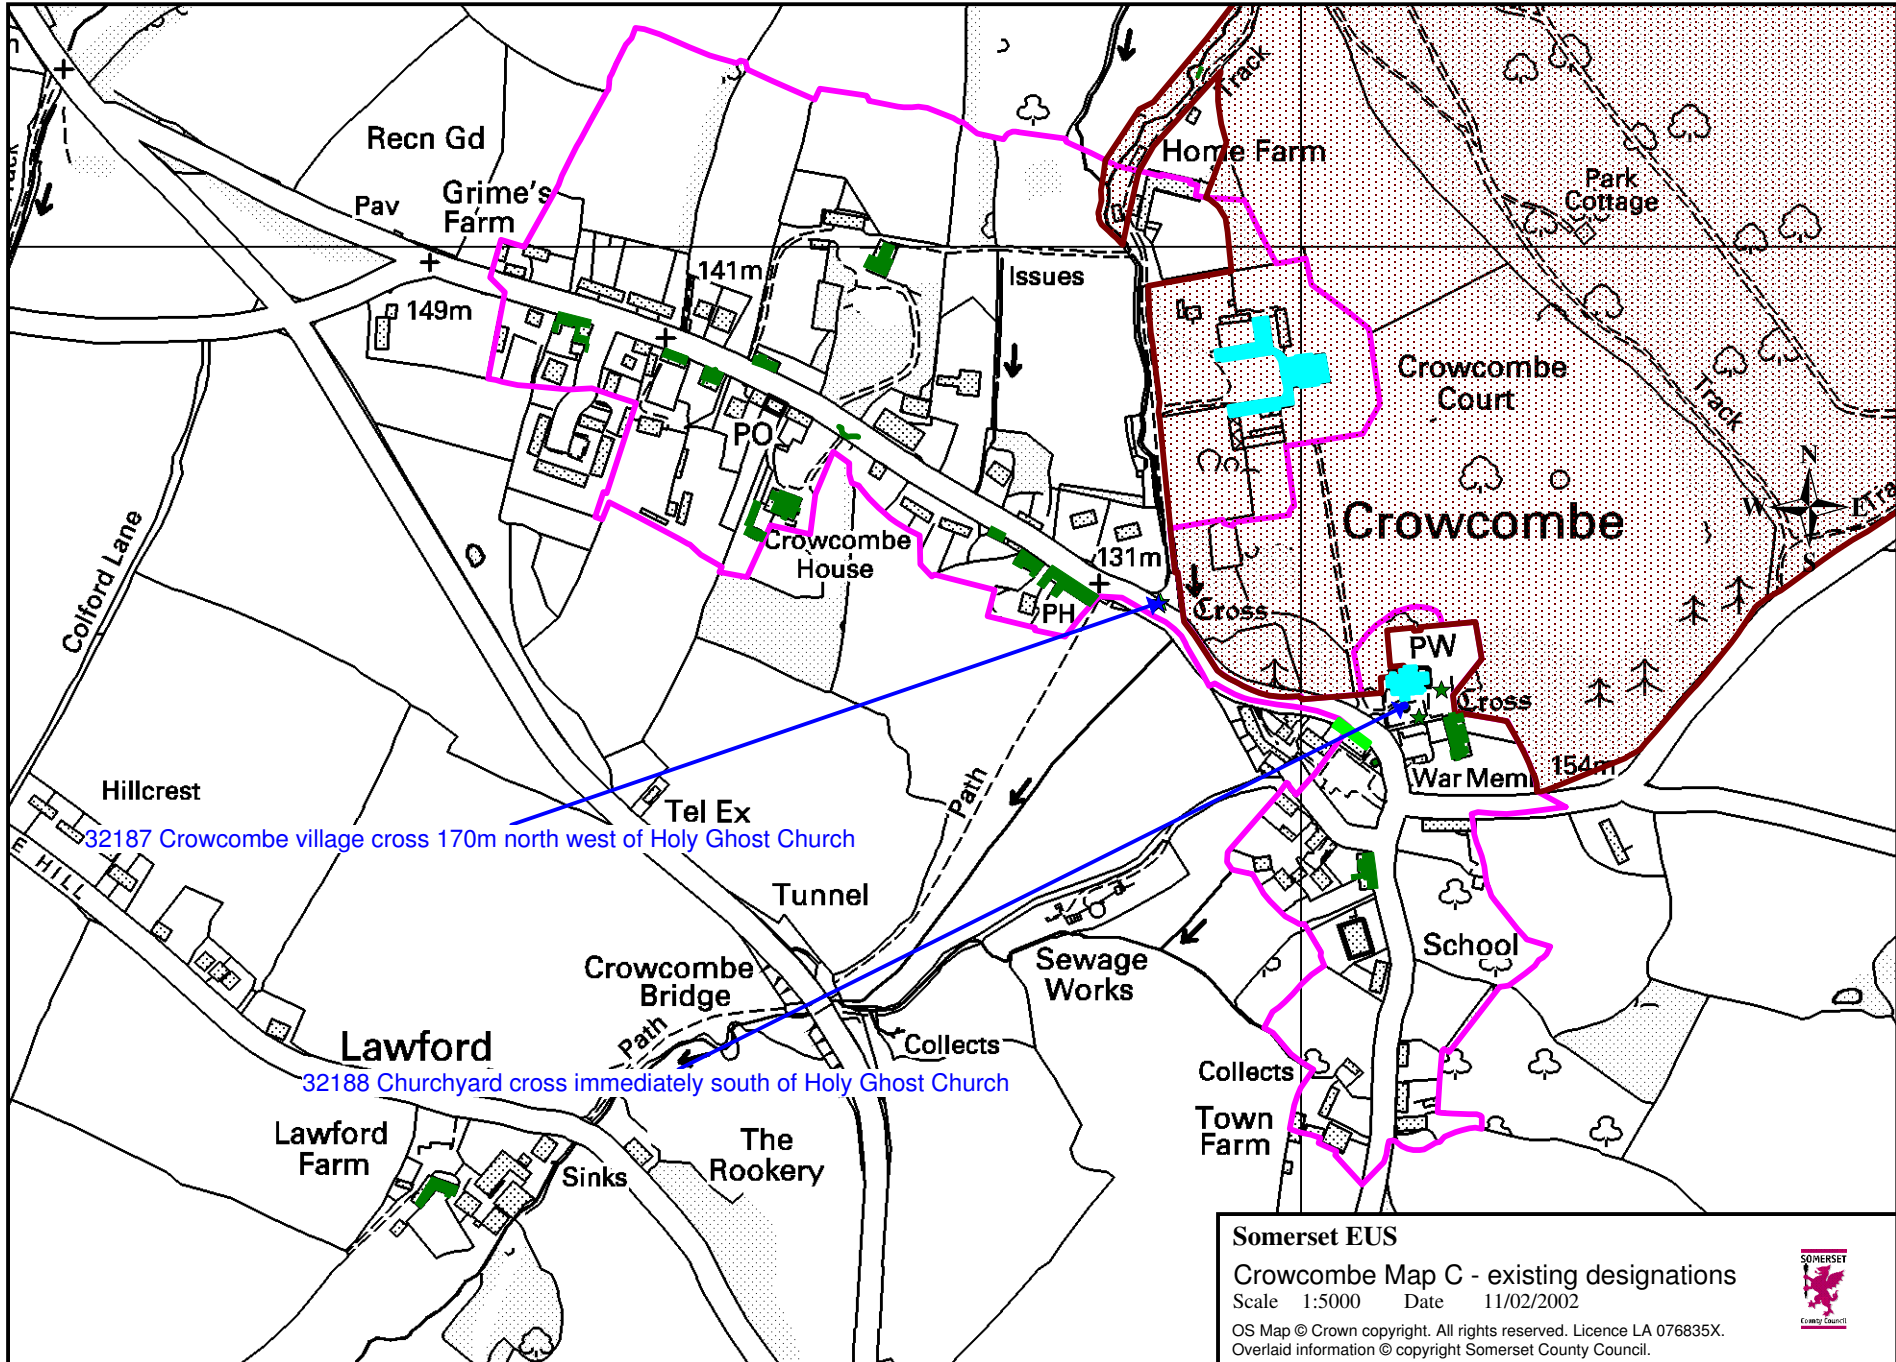 Track
Recn Gd
Home Farm
Park
Cottage
Grime's
Farm
Pav
141m
Issues
149m
Crowcombe
Court
Track
PO
N
W
E
S
Crowcombe
Crowcombe
House
131m
Colford Lane
PH
Cross
PW
Cross
Path
154m
War Meml
Hillcrest
Tel Ex
32187 Crowcombe village cross 170m north west of Holy Ghost Church
E HILL
Tunnel
School
Crowcombe
Bridge
Sewage
Works
Path
Lawford
Collects
Collects
32188 Churchyard cross immediately south of Holy Ghost Church
Town
Farm
Lawford
Farm
The
Rookery
Sinks
Somerset EUS
Crowcombe Map C - existing designations
Scale 1:5000 Date 11/02/2002
OS Map © Crown copyright. All rights reserved. Licence LA 076835X.
Overlaid information © copyright Somerset County Council.
SOMERSET
County Council